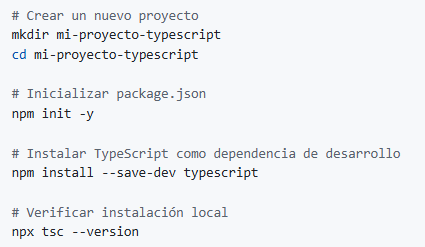 # Crear un nuevo proyecto
mkdir mi-proyecto-typescript
cd mi-proyecto-typescript

# Inicializar package.json
npm init -y

# Instalar TypeScript como dependencia de desarrollo
npm install --save-dev typescript

# Verificar instalación local
npx tsc --version